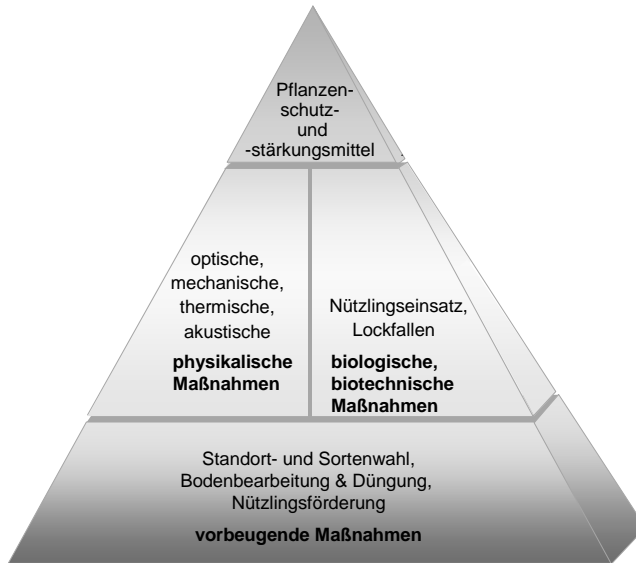 Pflanzen-
schutz-
und
-stärkungsmittel
optische,
mechanische,
thermische,
akustische
physikalische
Maßnahmen
Nützlingseinsatz,
Lockfallen
biologische,
biotechnische
Maßnahmen
Standort- und Sortenwahl,
Bodenbearbeitung & Düngung,
Nützlingsförderung
vorbeugende Maßnahmen